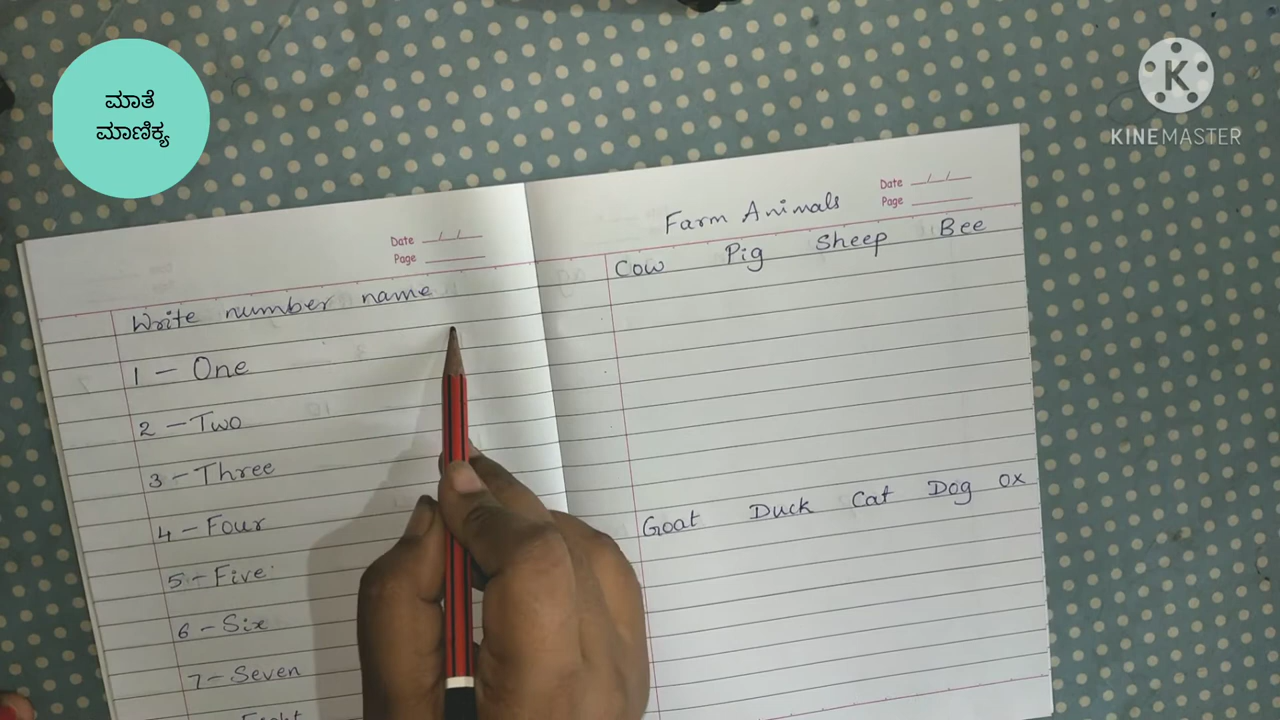 ಮಾತೆ
ಮಾಣಿಕ್ಯ
K
KINEMASTER
Date
Page
Write number name
1 - One
2 - Two
3 - Three
4 - Four
5 - Five
6 - Six
7 - Seven
Eight
Date
Page
Farm Animals
Cow Pig Sheep Bee
Goat Duck Cat Dog Ox